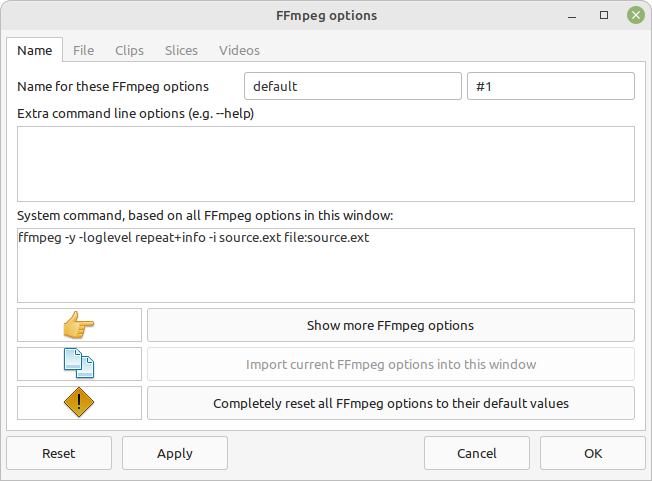 FFmpeg options
Name File Clips Slices Videos
Name for these FFmpeg options default #1
Extra command line options (e.g. --help)
System command, based on all FFmpeg options in this window:
ffmpeg -y -loglevel repeat+info -i source.ext file:source.ext
Show more FFmpeg options
Import current FFmpeg options into this window
Completely reset all FFmpeg options to their default values
Reset Apply Cancel OK